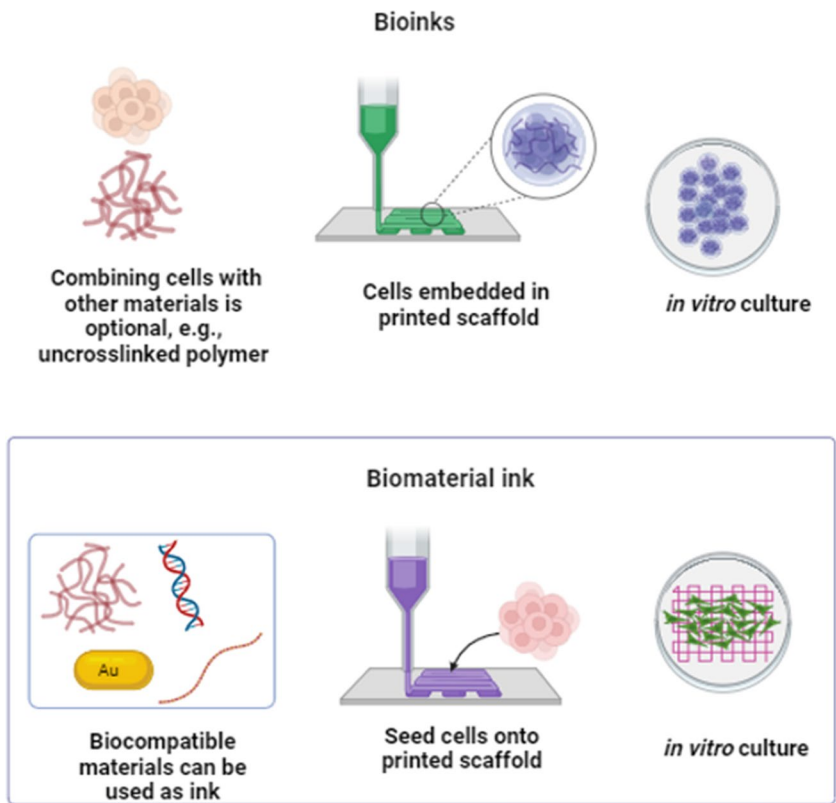 Bioinks
Combining cells with
other materials is
optional, e.g.,
uncrosslinked polymer
Cells embedded in
printed scaffold
in vitro culture
Biomaterial ink
Au
Biocompatible
materials can be
used as ink
Seed cells onto
printed scaffold
in vitro culture